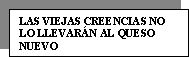 LAS VIEJAS CREENCIAS NO
LO LLEVARÁN AL QUESO
NUEVO